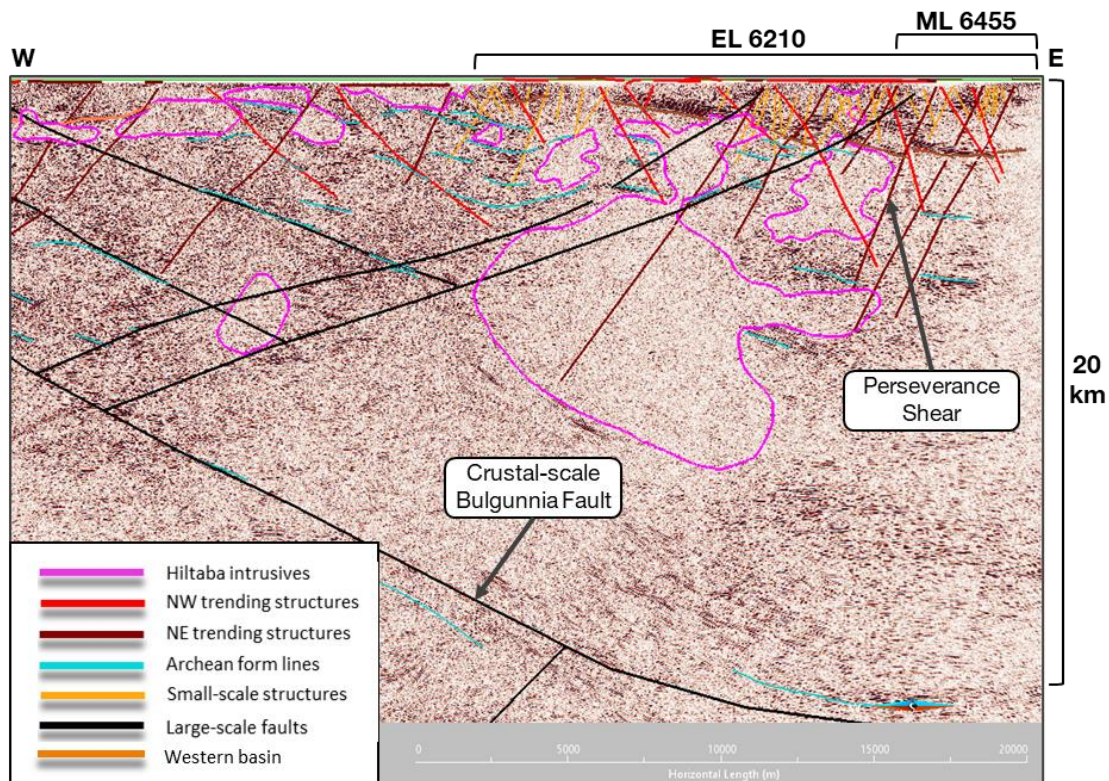 ML 6455
EL 6210
W
E
20
km
Perseverance
Shear
Crustal-scale
Bulgunnia Fault
Hiltaba intrusives
NW trending structures
NE trending structures
Archean form lines
Small-scale structures
Large-scale faults
Western basin
0 5000 10000 15000 20000
Horizontal Length (m)